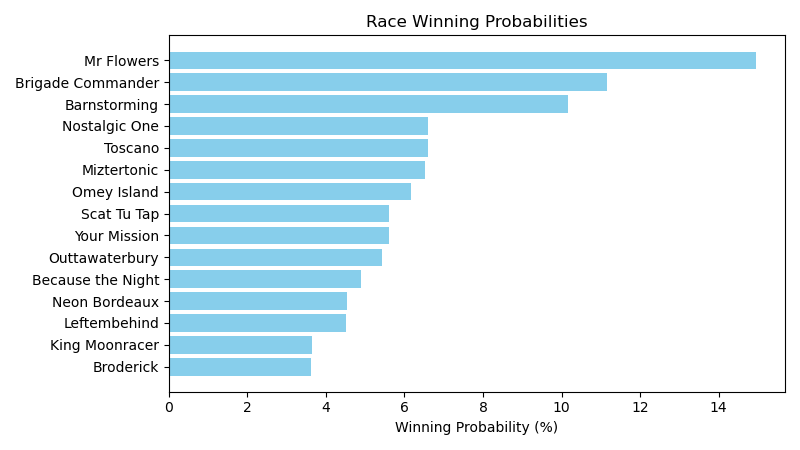 Race Winning Probabilities
Mr Flowers
Brigade Commander
Barnstorming
Nostalgic One
Toscano
Miztertonic
Omey Island
Scat Tu Tap
Your Mission
Outtawaterbury
Because the Night
Neon Bordeaux
Leftembehind
King Moonracer
Broderick
0 2 4 6 8 10 12 14
Winning Probability (%)